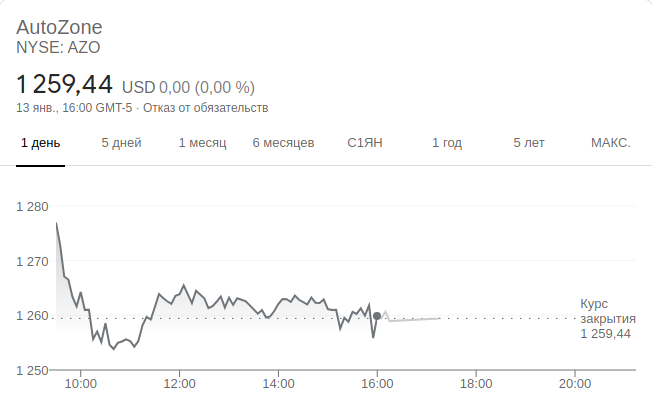 AutoZone
NYSE: AZO
1 259,44 USD 0,00 (0,00 %)
13 янв., 16:00 GMT-5 · Отказ от обязательств
1 день 5 дней 1 месяц 6 месяцев С1ЯН 1 год 5 лет МАКС.
1 280
1 270
1 260
1 250
Курс
закрытия
1 259,44
10:00 12:00 14:00 16:00 18:00 20:00